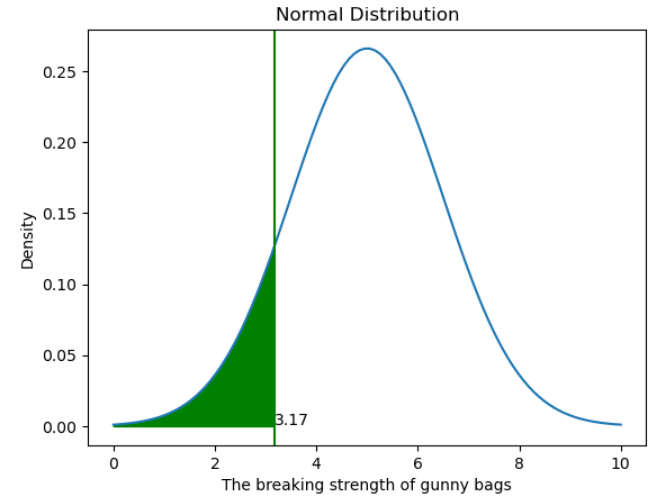 Normal Distribution
0.25
0.20
0.15
0.10
0.05
0.00
Density
3.17
0 2 4 6 8 10
The breaking strength of gunny bags